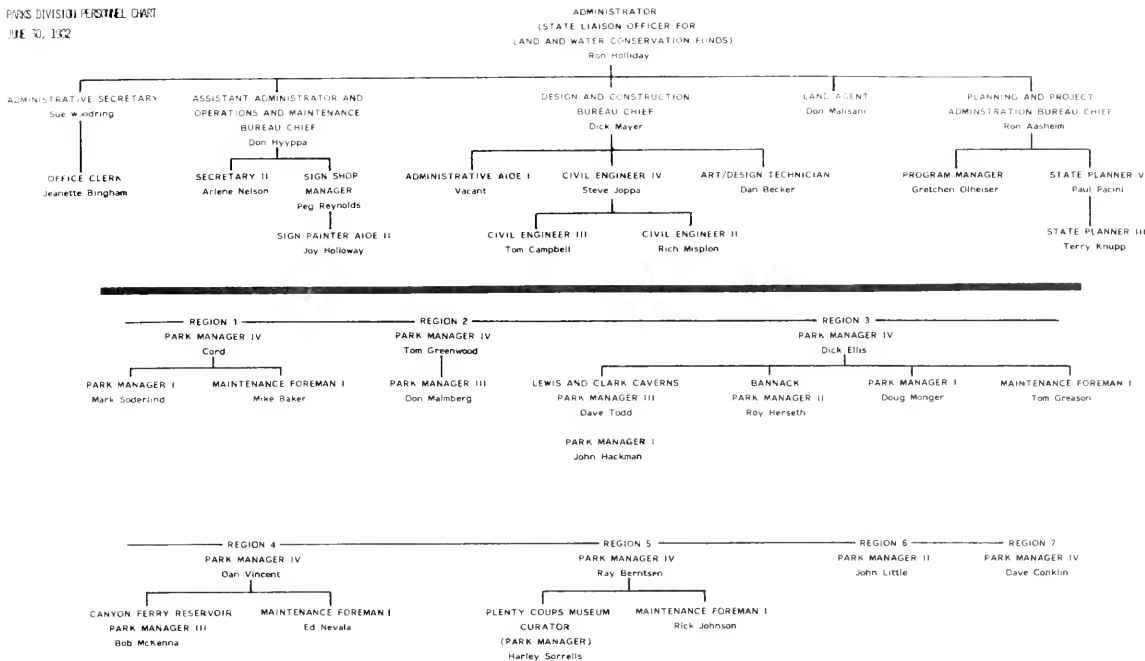 PARKS DIVISION PERSONNEL CHART
JUNE 30, 1982
ADMINISTRATOR
(STATE LIAISON OFFICER FOR
LAND AND WATER CONSERVATION FUNDS)
Ron Holliday
ADMINISTRATIVE SECRETARY
Sue Woodring
ASSISTANT ADMINISTRATOR AND
OPERATIONS AND MAINTENANCE
BUREAU CHIEF
Don Hyyppa
DESIGN AND CONSTRUCTION
BUREAU CHIEF
Dick Mayer
LAND AGENT
Don Malisani
PLANNING AND PROJECT
ADMINSTRATION BUREAU CHIEF
Ron Aasheim
OFFICE CLERK
Jeanette Bingham
SECRETARY II
Arlene Nelson
SIGN SHOP
MANAGER
Peg Reynolds
SIGN PAINTER AIDE II
Joy Holloway
ADMINISTRATIVE AIDE I
Vacant
CIVIL ENGINEER IV
Steve Joppa
ART/DESIGN TECHNICIAN
Dan Becker
CIVIL ENGINEER III
Tom Campbell
CIVIL ENGINEER II
Rich Misplon
PROGRAM MANAGER
Gretchen Olheiser
STATE PLANNER V
Paul Pacini
STATE PLANNER III
Terry Knupp
REGION 1
PARK MANAGER IV
Cord
PARK MANAGER I
Mark Soderlind
MAINTENANCE FOREMAN I
Mike Baker
REGION 2
PARK MANAGER IV
Tom Greenwood
PARK MANAGER III
Don Malmberg
REGION 3
PARK MANAGER IV
Dick Ellis
LEWIS AND CLARK CAVERNS
PARK MANAGER III
Dave Todd
PARK MANAGER I
John Hackman
BANNACK
PARK MANAGER II
Roy Herseth
PARK MANAGER I
Doug Monger
MAINTENANCE FOREMAN I
Tom Greason
REGION 4
PARK MANAGER IV
Dan Vincent
CANYON FERRY RESERVOIR
PARK MANAGER III
Bob McKenna
MAINTENANCE FOREMAN I
Ed Nevala
REGION 5
PARK MANAGER IV
Ray Berntsen
PLENTY COUPS MUSEUM
CURATOR
(PARK MANAGER)
Harley Sorrells
MAINTENANCE FOREMAN I
Rick Johnson
REGION 6
PARK MANAGER II
John Little
REGION 7
PARK MANAGER IV
Dave Conklin